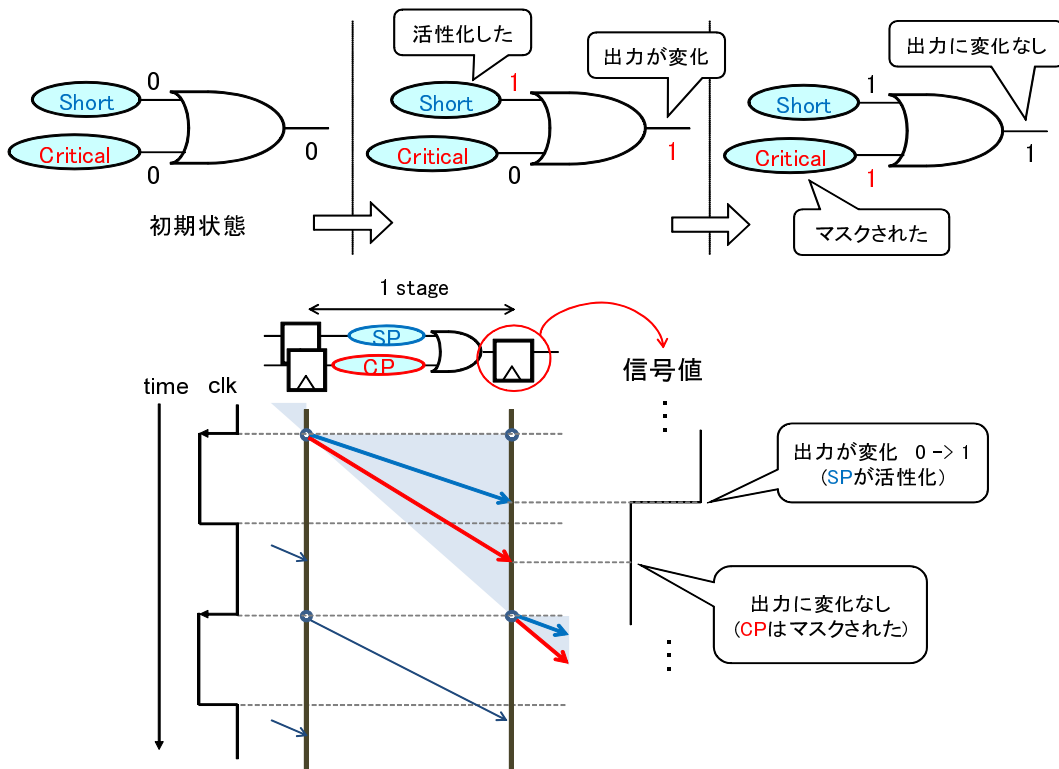 活性化した
出力が変化
出力に変化なし
0
Short
Critical
0
0
初期状態
1
Short
Critical
0
1
1
Short
Critical
1
1
マスクされた
1 stage
SP
CP
信号値
time
clk
出力が変化 0 -> 1
(SPが活性化)
出力に変化なし
(CPはマスクされた)